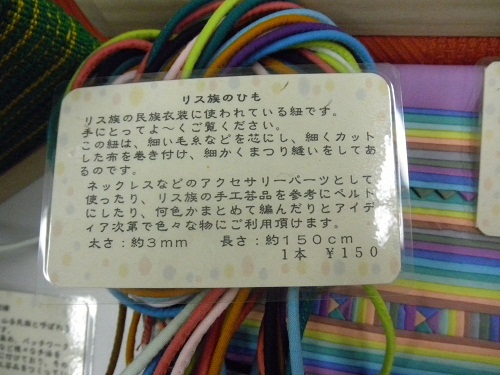 リス族のひも
リス族の民族衣装に使われている紐です。
手にとってよ～くご覧ください。
この紐は、細い毛糸などを芯にし、細くカット
した布を巻き付け、細かくまつり縫いをしてあ
るのです。
ネックレスなどのアクセサリーパーツとして
使ったり、リス族の手工芸品を参考にベルト
にしたり、何色かまとめて編んだりとアイデ
ィア次第で色々な物にご利用頂けます。
太さ：約3mm　長さ：約150cm
1本　¥150